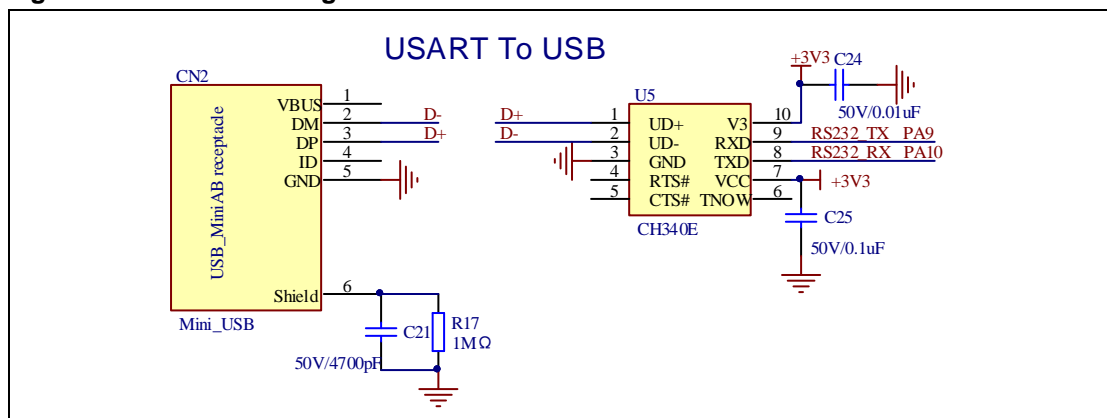 USART To USB
CN2
USB_MiniAB receptacle
VBUS 1
DM 2 D-
DP 3 D+
ID 4
GND 5
Shield 6
Mini_USB
C21
50V/4700pF
R17
1MΩ
U5
D+ 1 UD+
D- 2 UD-
3 GND
4 RTS#
5 CTS#
V3 10
RXD 9 RS232_TX PA9
TXD 8 RS232_RX PA10
VCC 7 +3V3
TNOW 6
CH340E
+3V3
C24
50V/0.01uF
C25
50V/0.1uF